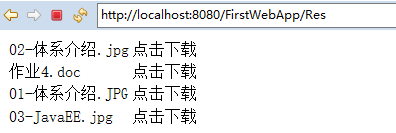 http://localhost:8080/FirstWebApp/Res
02-体系介绍.jpg 点击下载
作业4.doc 点击下载
01-体系介绍.JPG 点击下载
03-JavaEE.jpg 点击下载